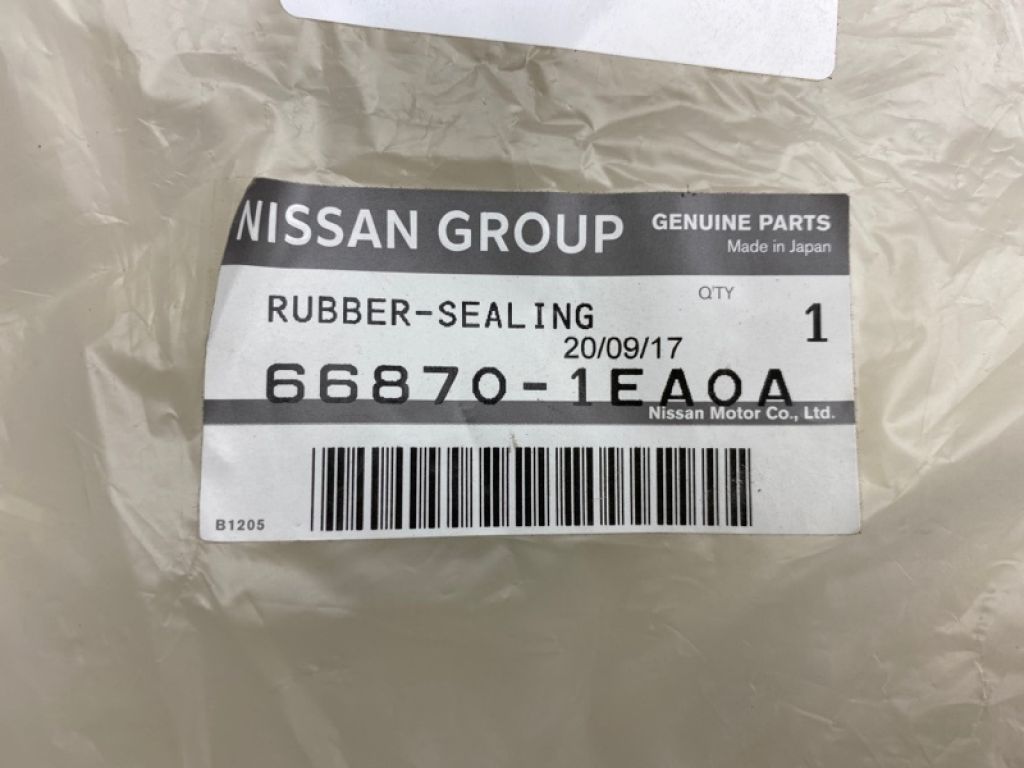 NISSAN GROUP
GENUINE PARTS
Made in Japan
RUBBER-SEALING
Q'TY
1
20/09/17
66870-1EA0A
Nissan Motor Co., Ltd.
B1205